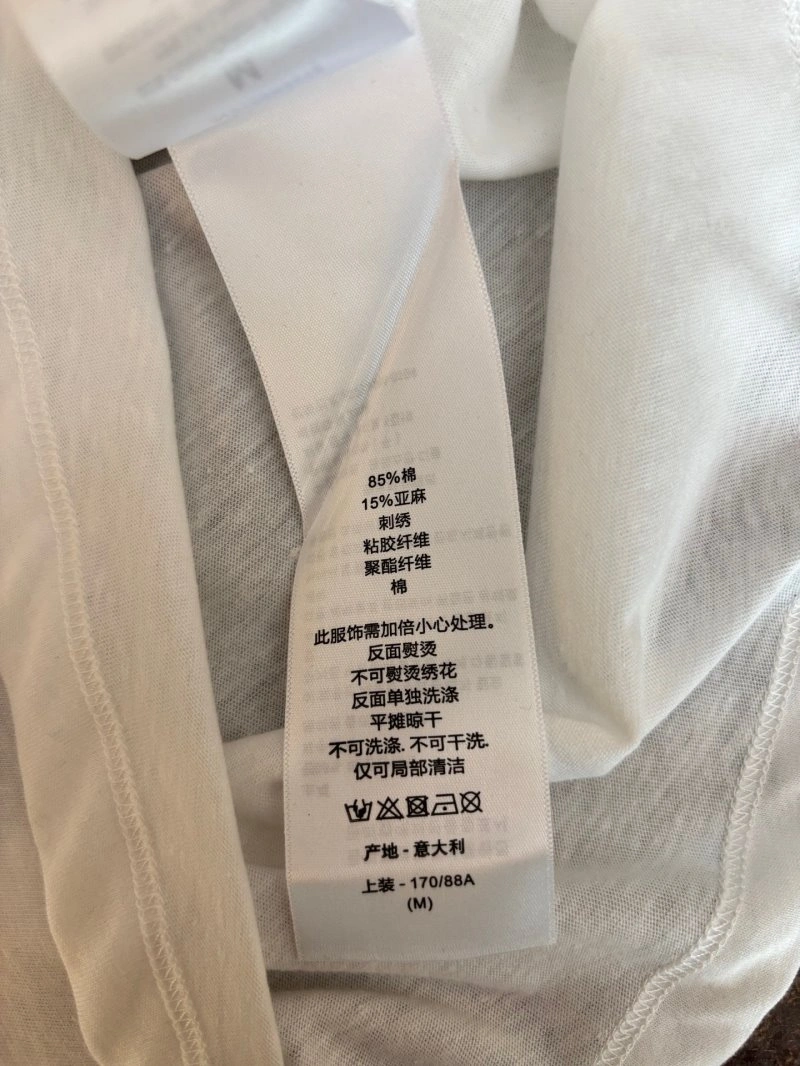 M
85%棉
15%亚麻
刺绣
粘胶纤维
聚酯纤维
棉
此服饰需加倍小心处理。
反面熨烫
不可熨烫绣花
反面单独洗涤
平摊晾干
不可洗涤. 不可干洗.
仅可局部清洁
产地 - 意大利
上装 - 170/88A
(M)